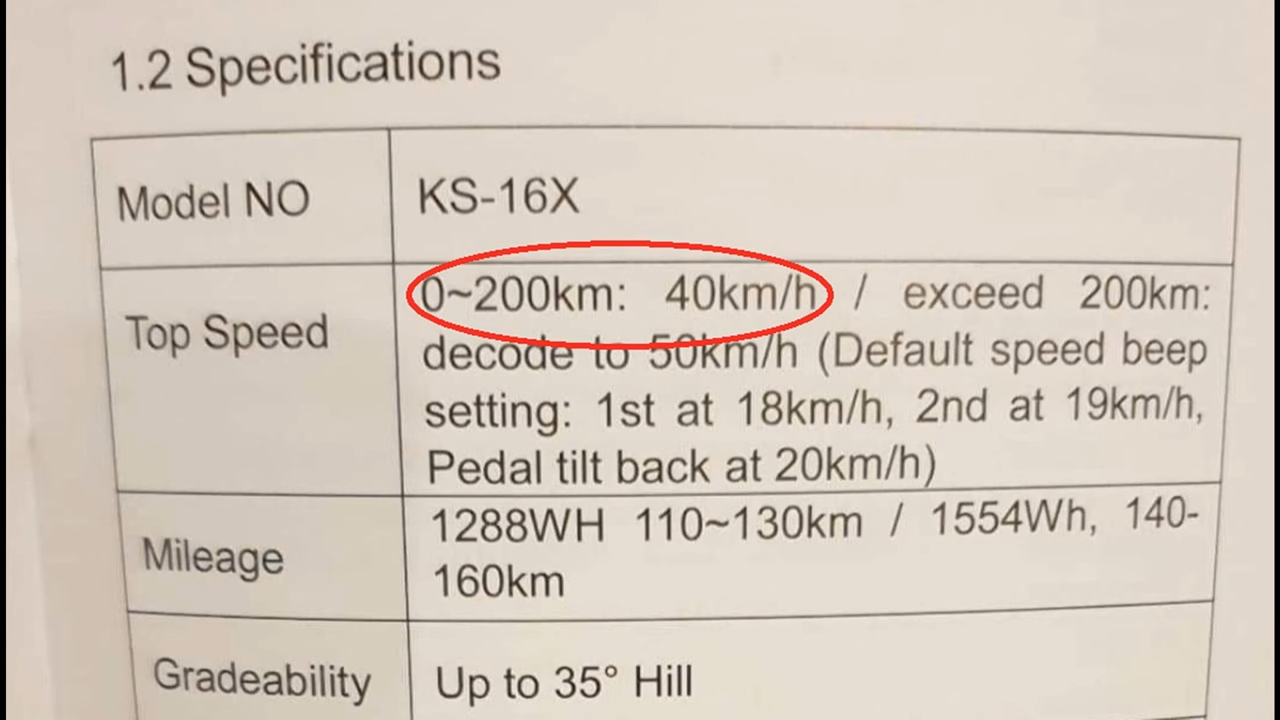 1.2 Specifications
Model NO
KS-16X
Top Speed
0~200km: 40km/h / exceed 200km:
decode to 50km/h (Default speed beep
setting: 1st at 18km/h, 2nd at 19km/h,
Pedal tilt back at 20km/h)
Mileage
1288WH 110~130km / 1554Wh, 140-
160km
Gradeability
Up to 35° Hill